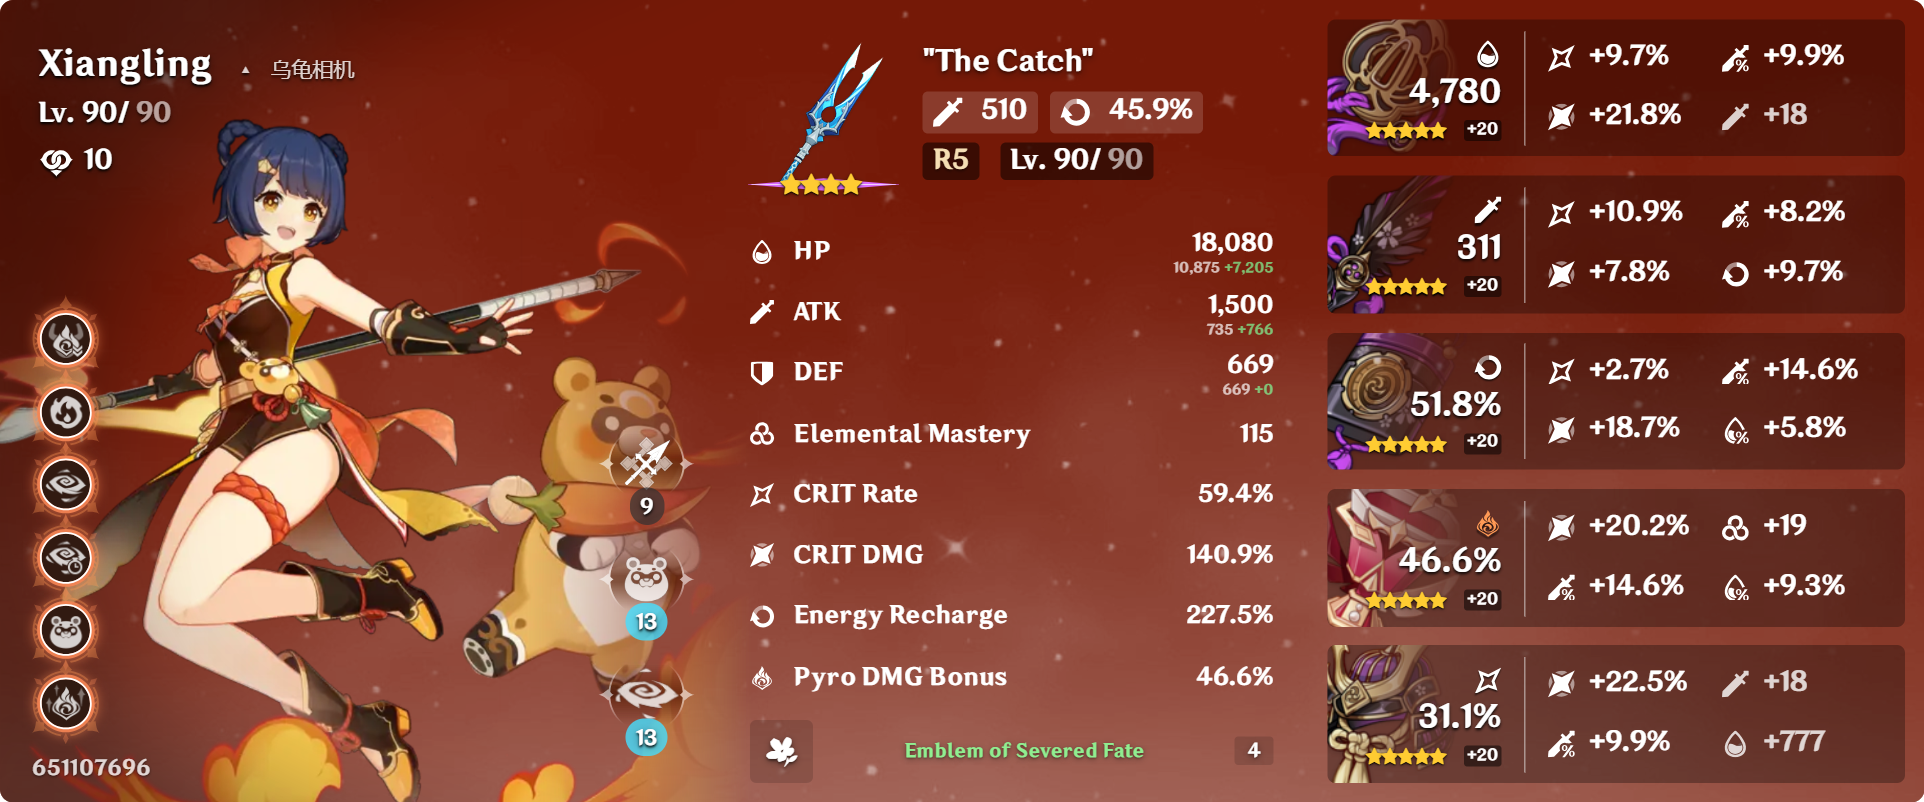 Xiangling ▲ 乌龟相机
Lv. 90/ 90
10
9
13
13
651107696
"The Catch"
510 45.9%
R5 Lv. 90/ 90
HP 18,080
10,875 +7,205
ATK 1,500
735 +766
DEF 669
669 +0
Elemental Mastery 115
CRIT Rate 59.4%
CRIT DMG 140.9%
Energy Recharge 227.5%
Pyro DMG Bonus 46.6%
Emblem of Severed Fate 4
4,780
+20
+9.7% +9.9%
+21.8% +18
311
+20
+10.9% +8.2%
+7.8% +9.7%
51.8%
+20
+2.7% +14.6%
+18.7% +5.8%
46.6%
+20
+20.2% +19
+14.6% +9.3%
31.1%
+20
+22.5% +18
+9.9% +777